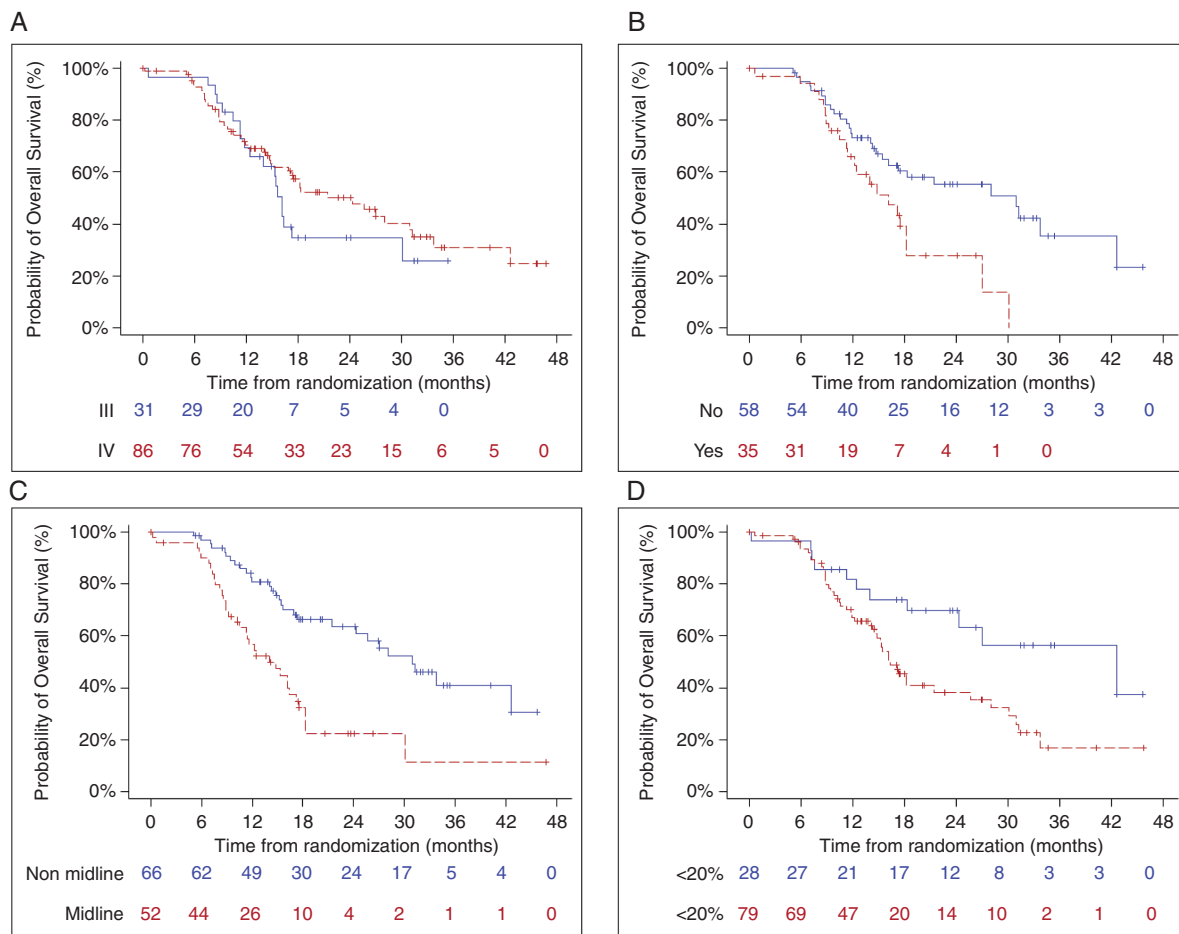 A
Probability of Overall Survival (%)
100%
80%
60%
40%
20%
0%
0 6 12 18 24 30 36 42 48
Time from randomization (months)
III 31 29 20 7 5 4 0
IV 86 76 54 33 23 15 6 5 0
B
Probability of Overall Survival (%)
100%
80%
60%
40%
20%
0%
0 6 12 18 24 30 36 42 48
Time from randomization (months)
No 58 54 40 25 16 12 3 3 0
Yes 35 31 19 7 4 1 0
C
Probability of Overall Survival (%)
100%
80%
60%
40%
20%
0%
0 6 12 18 24 30 36 42 48
Time from randomization (months)
Non midline 66 62 49 30 24 17 5 4 0
Midline 52 44 26 10 4 2 1 1 0
D
Probability of Overall Survival (%)
100%
80%
60%
40%
20%
0%
0 6 12 18 24 30 36 42 48
Time from randomization (months)
<20% 28 27 21 17 12 8 3 3 0
<20% 79 69 47 20 14 10 2 1 0